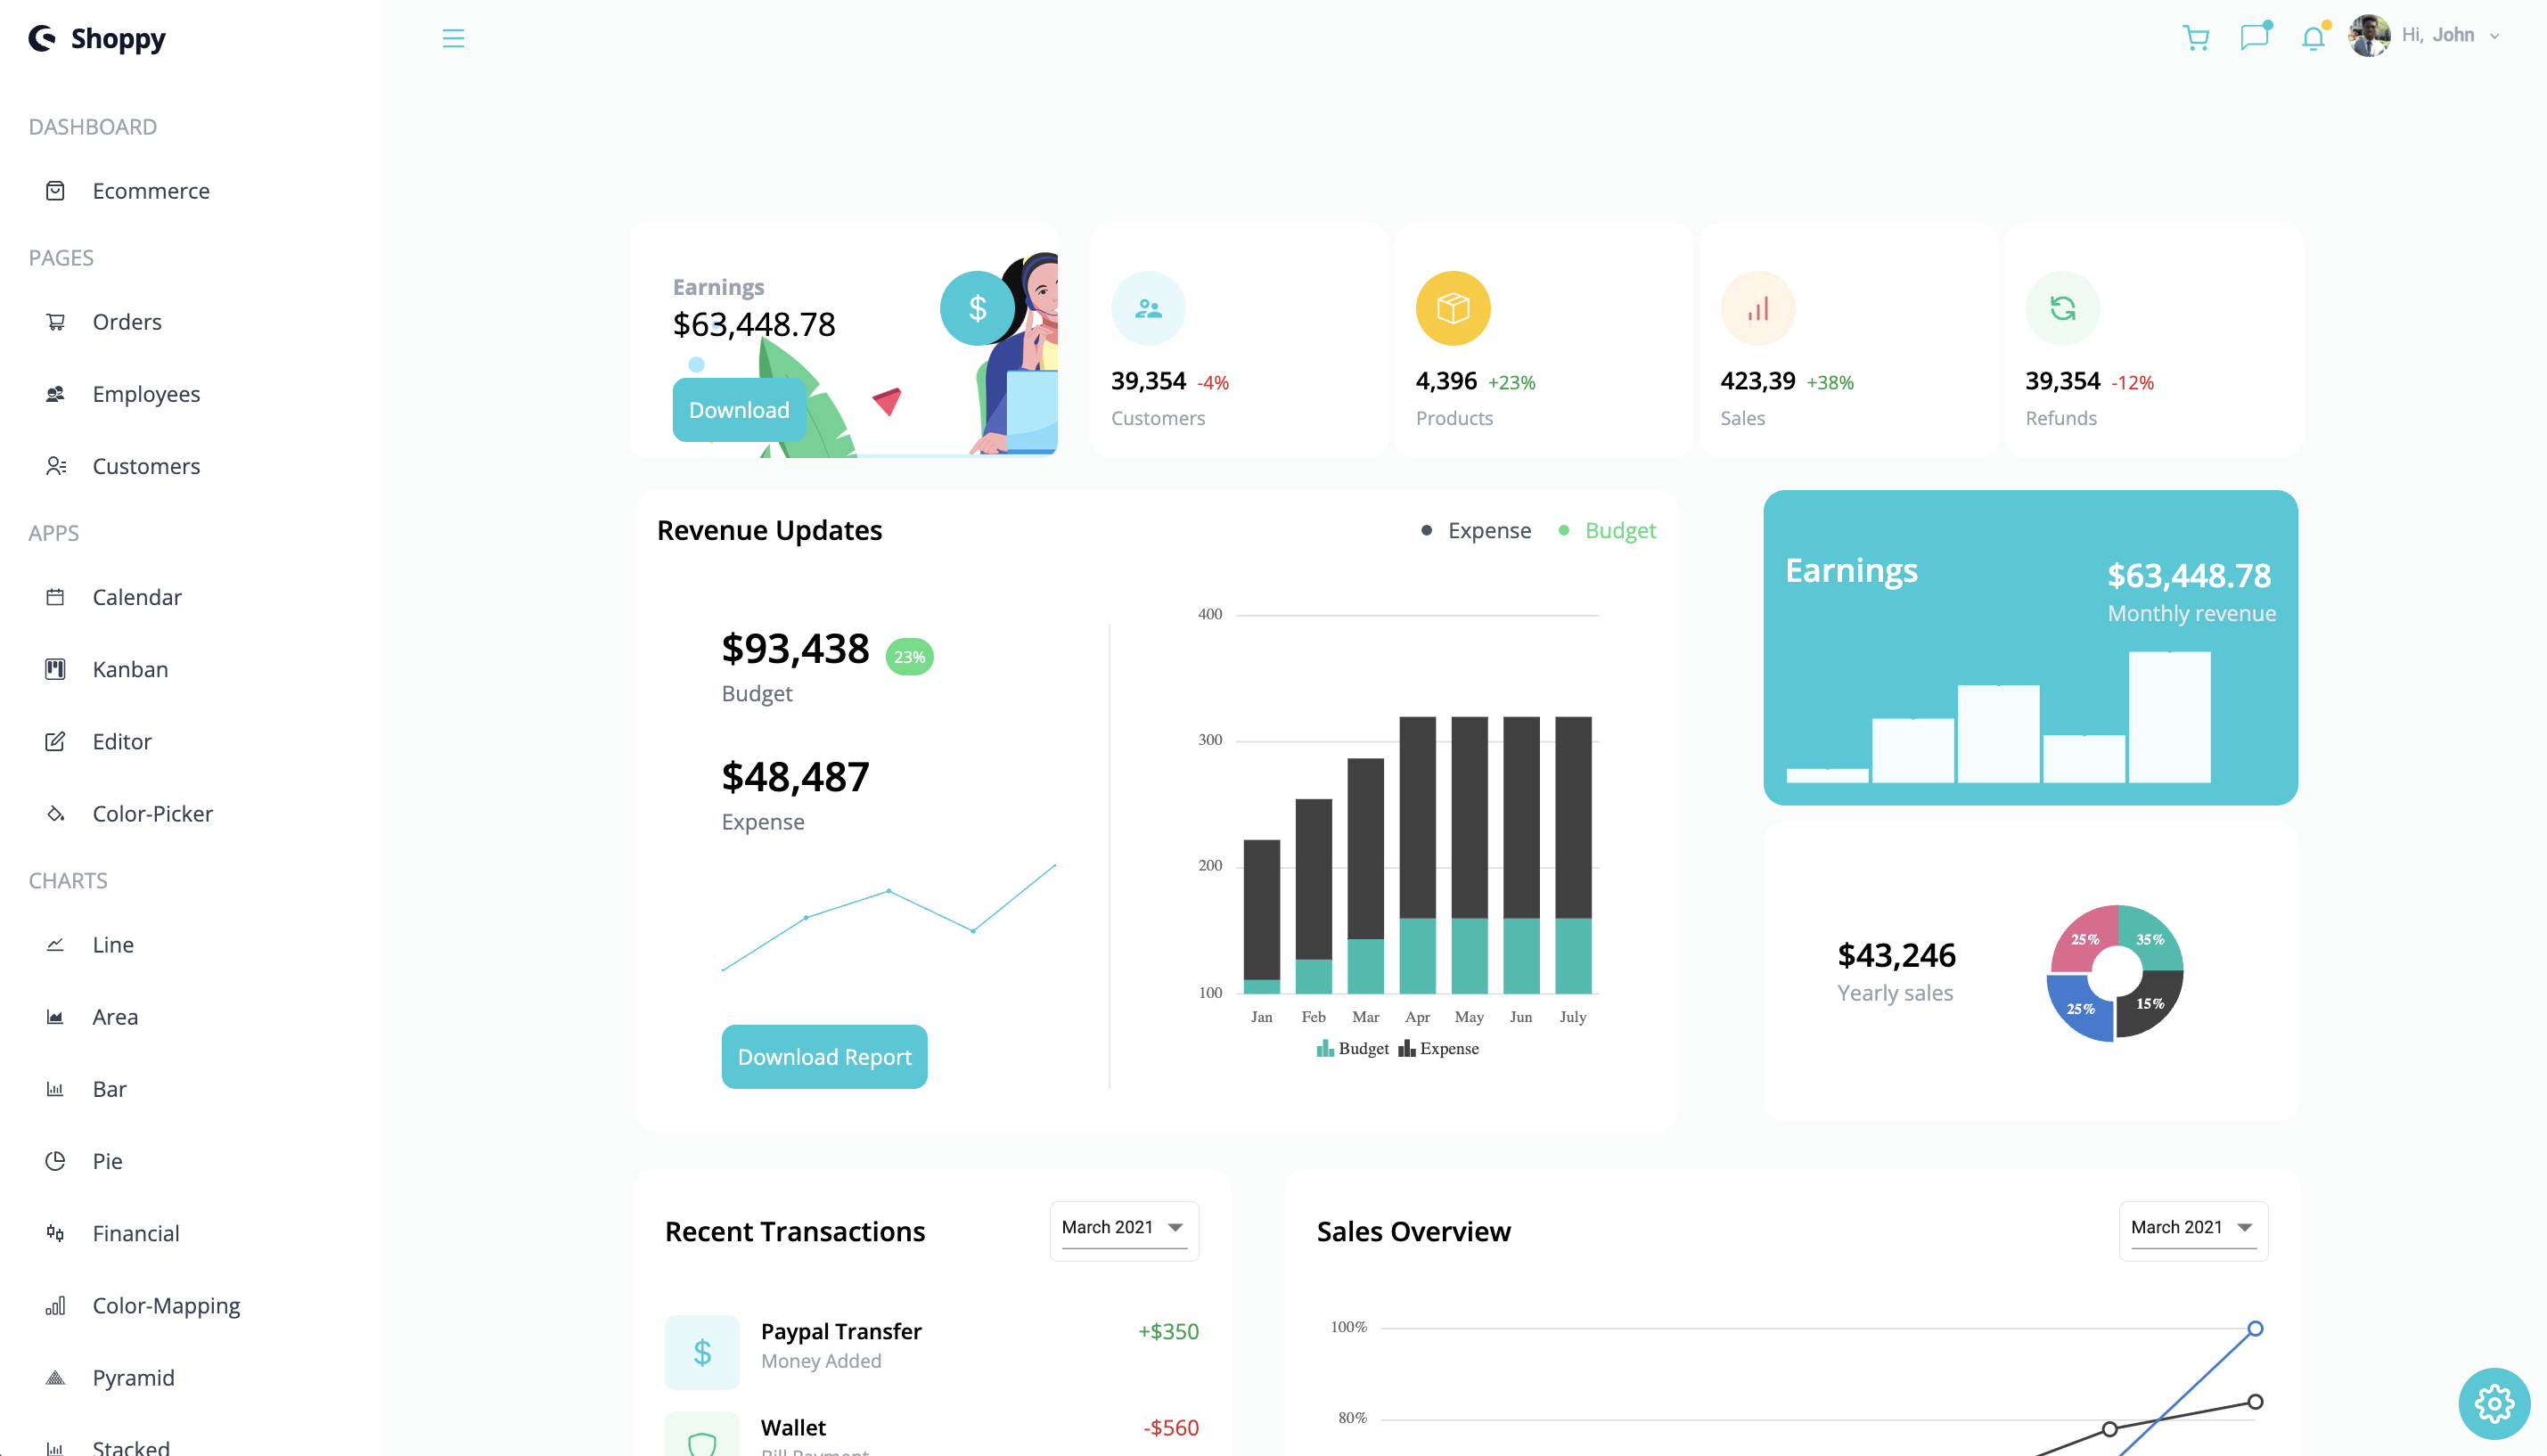 Shoppy
Hi, John
DASHBOARD
Ecommerce
PAGES
Orders
Employees
Customers
APPS
Calendar
Kanban
Editor
Color-Picker
CHARTS
Line
Area
Bar
Pie
Financial
Color-Mapping
Pyramid
Stacked
Earnings
$63,448.78
Download
$
39,354 -4%
Customers
4,396 +23%
Products
423,39 +38%
Sales
39,354 -12%
Refunds
Revenue Updates
Expense
Budget
$93,438 23%
Budget
$48,487
Expense
Download Report
400
300
200
100
Jan Feb Mar Apr May Jun July
Budget Expense
Earnings
$63,448.78
Monthly revenue
$43,246
Yearly sales
25% 35%
25% 15%
Recent Transactions
March 2021
$
Paypal Transfer
+$350
Money Added
Wallet
-$560
Bill Payment
Sales Overview
March 2021
100%
80%